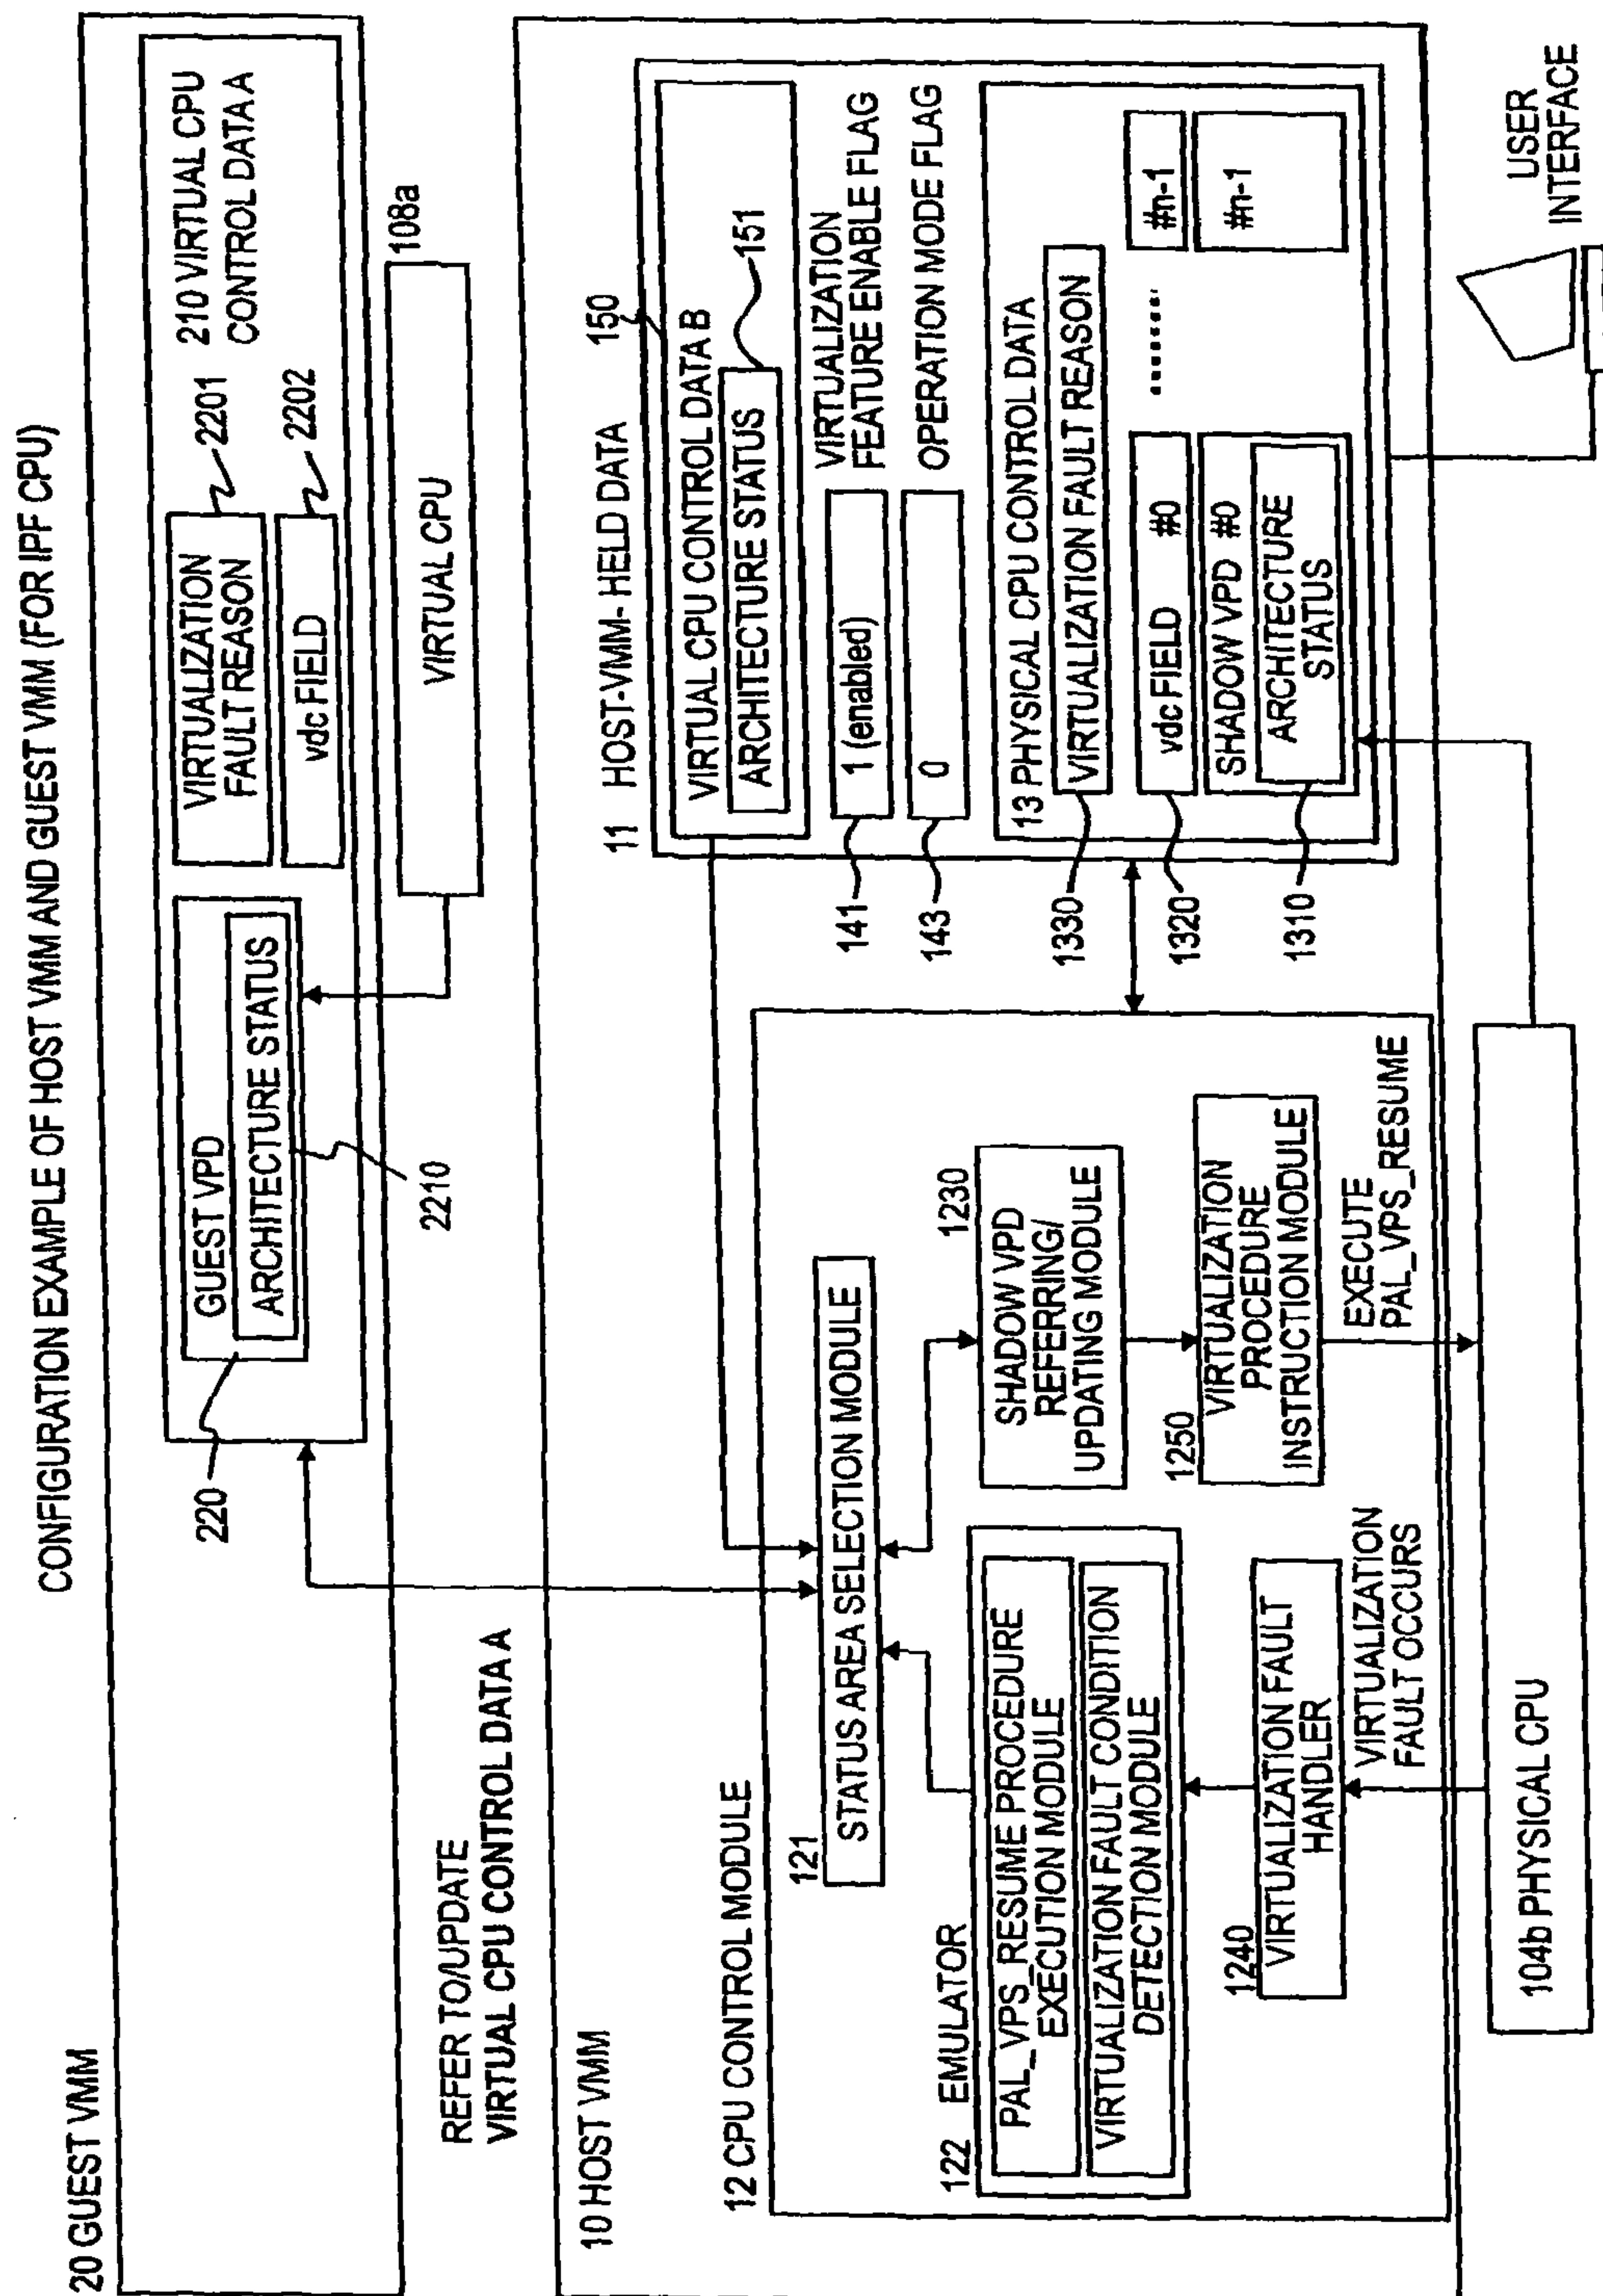 CONFIGURATION EXAMPLE OF HOST VMM AND GUEST VMM (FOR IPF CPU)
20 GUEST VMM
220
GUEST VPD
ARCHITECTURE STATUS
2210
VIRTUALIZATION
FAULT REASON
2201
vdc FIELD
2202
210 VIRTUAL CPU
CONTROL DATA A
VIRTUAL CPU
108a
REFER TO/UPDATE
VIRTUAL CPU CONTROL DATA A
10 HOST VMM
12 CPU CONTROL MODULE
121
STATUS AREA SELECTION MODULE
122 EMULATOR
PAL_VPS_RESUME PROCEDURE
EXECUTION MODULE
VIRTUALIZATION FAULT CONDITION
DETECTION MODULE
1230
SHADOW VPD
REFERRING/
UPDATING MODULE
1240
VIRTUALIZATION FAULT
HANDLER
1250
VIRTUALIZATION
PROCEDURE
INSTRUCTION MODULE
VIRTUALIZATION
FAULT OCCURS
EXECUTE
PAL_VPS_RESUME
104b PHYSICAL CPU
11 HOST-VMM- HELD DATA
150
VIRTUAL CPU CONTROL DATA B
ARCHITECTURE STATUS
151
141
1 (enabled)
VIRTUALIZATION
FEATURE ENABLE FLAG
143
0
OPERATION MODE FLAG
13 PHYSICAL CPU CONTROL DATA
1330
VIRTUALIZATION FAULT REASON
1320
vdc FIELD #0
#n-1
SHADOW VPD #0
#n-1
1310
ARCHITECTURE
STATUS
USER
INTERFACE